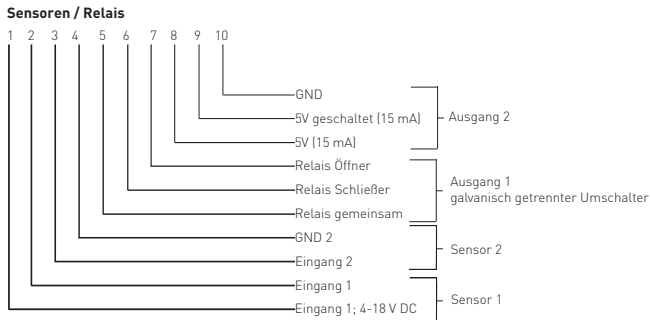 Sensoren / Relais
1 2 3 4 5 6 7 8 9 10
GND
5V geschaltet (15 mA)
5V (15 mA)
Ausgang 2
Relais Öffner
Relais Schließer
Relais gemeinsam
Ausgang 1
galvanisch getrennter Umschalter
GND 2
Eingang 2
Sensor 2
Eingang 1
Eingang 1; 4-18 V DC
Sensor 1